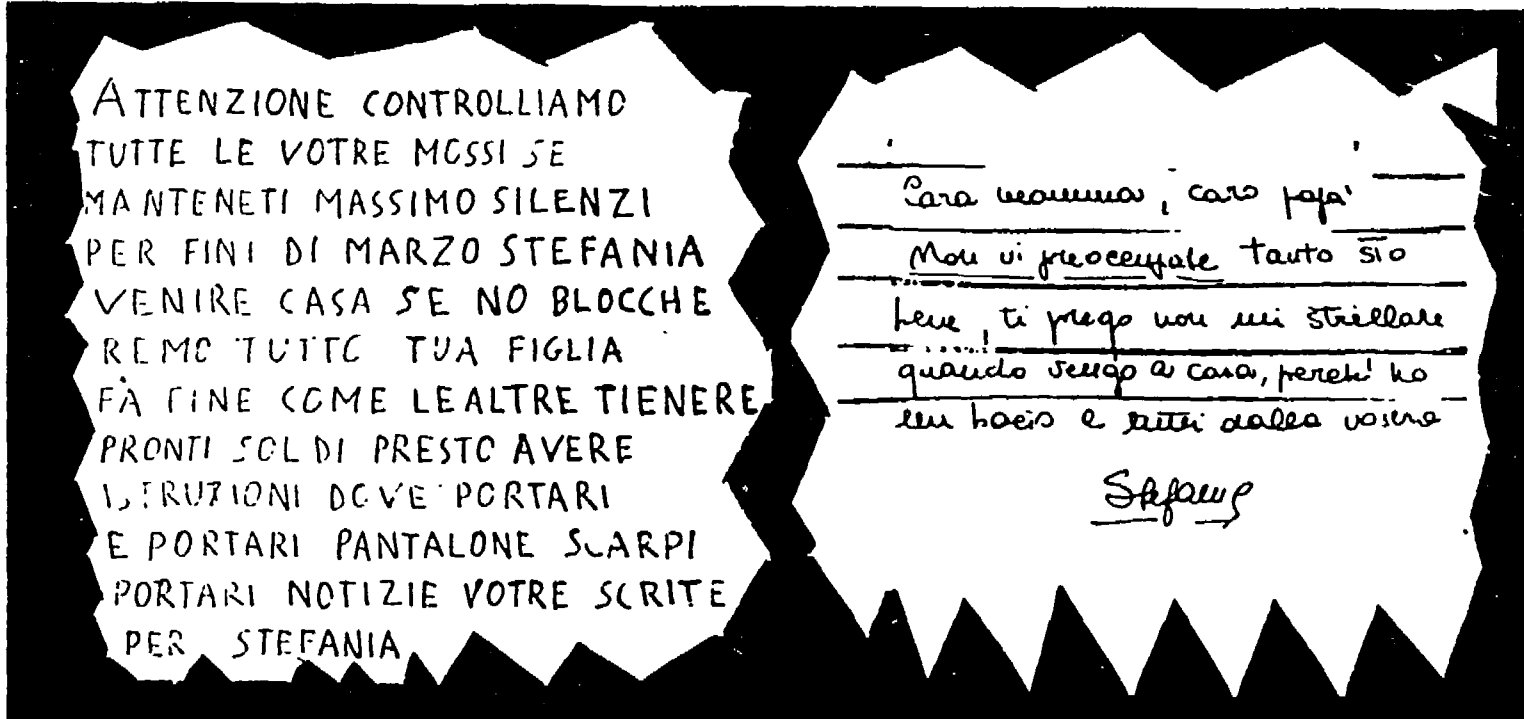 ATTENZIONE CONTROLLIAMO
TUTTE LE VOTRE MOSSI SE
MANTENETI MASSIMO SILENZI
PER FINI DI MARZO STEFANIA
VENIRE CASA SE NO BLOCCHE
REMO TUTTO TUA FIGLIA
FÀ FINE COME LEALTRE TIENERE
PRONTI SOLDI PRESTO AVERE
ISTRUZIONI DOVE PORTARI
E PORTARI PANTALONE SCARPI
PORTARI NOTIZIE VOTRE SCRITE
PER STEFANIA
Cara mamma, caro papa'
Non vi preoccupate tanto sto
bene, ti prego non mi strillare
quando vengo a casa, perche' ho
un bacio e tutti dalla vostra